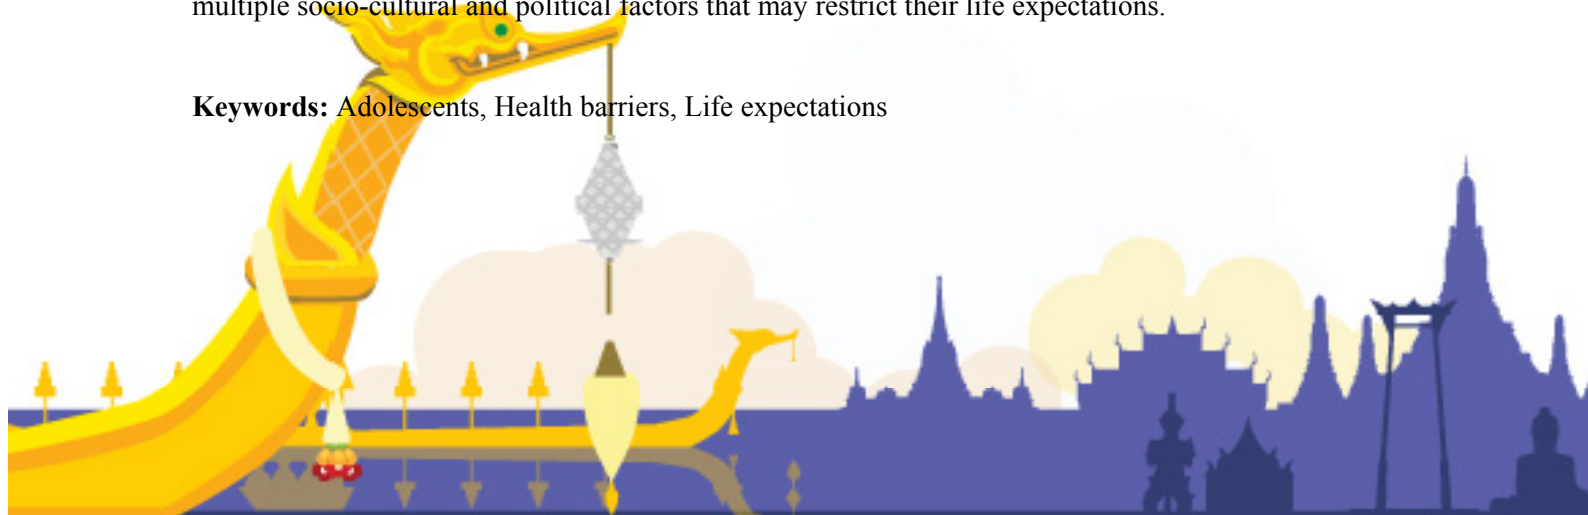 multiple socio-cultural and political factors that may restrict their life expectations.
Keywords: Adolescents, Health barriers, Life expectations